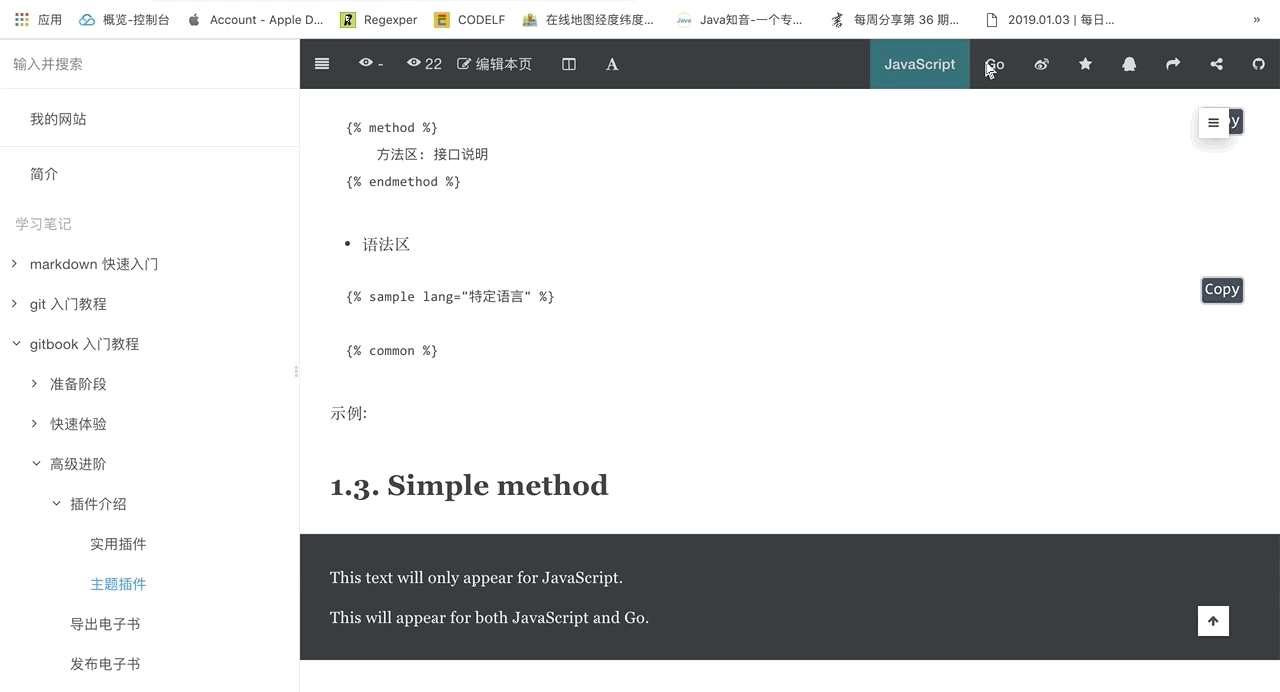 应用 概览-控制台 Account - Apple D... Regexper CODELF 在线地图经度纬度... Java知音-一个专... 每周分享第 36 期... 2019.01.03 | 每日... »
输入并搜索
- 22 编辑本页 A JavaScript Go
我的网站
简介
学习笔记
markdown 快速入门
git 入门教程
gitbook 入门教程
准备阶段
快速体验
高级进阶
插件介绍
实用插件
主题插件
导出电子书
发布电子书
{% method %}
方法区: 接口说明
{% endmethod %}
• 语法区
{% sample lang="特定语言" %}
Copy
{% common %}
示例:
1.3. Simple method
This text will only appear for JavaScript.
This will appear for both JavaScript and Go.